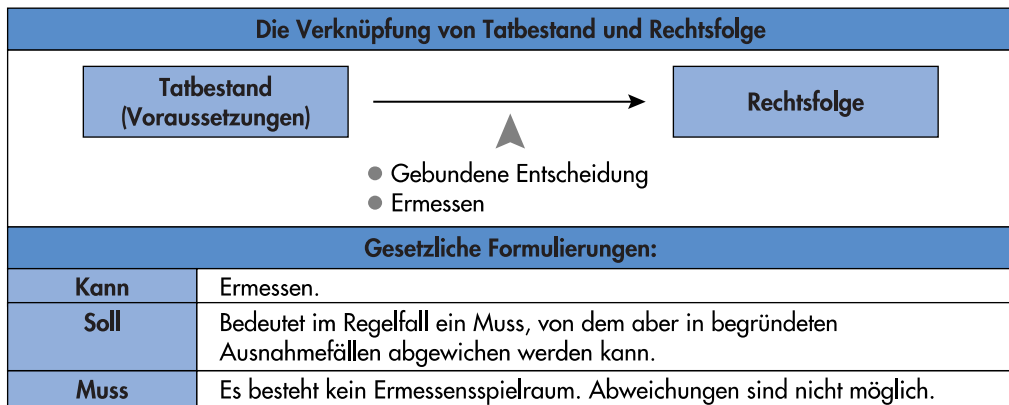 Die Verknüpfung von Tatbestand und Rechtsfolge
Tatbestand
(Voraussetzungen)
Rechtsfolge
Gebundene Entscheidung
Ermessen
Gesetzliche Formulierungen:
Kann Ermessen.
Soll Bedeutet im Regelfall ein Muss, von dem aber in begründeten
Ausnahmefällen abgewichen werden kann.
Muss Es besteht kein Ermessensspielraum. Abweichungen sind nicht möglich.